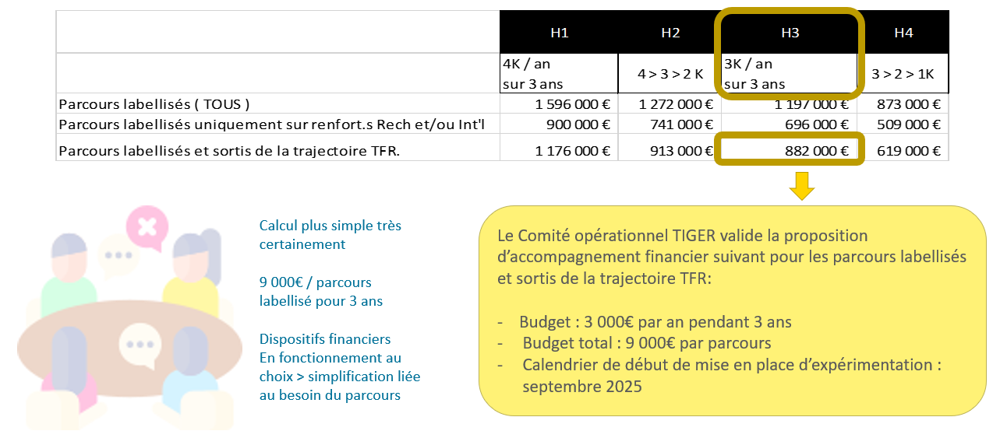 H1 H2 H3 H4
4K / an
sur 3 ans
4 > 3 > 2 K
3K / an
sur 3 ans
3 > 2 > 1K
Parcours labellisés ( TOUS ) 1 596 000 € 1 272 000 € 1 197 000 € 873 000 €
Parcours labellisés uniquement sur renfort.s Rech et/ou Int'l 900 000 € 741 000 € 696 000 € 509 000 €
Parcours labellisés et sortis de la trajectoire TFR. 1 176 000 € 913 000 € 882 000 € 619 000 €
Calcul plus simple très
certainement
9 000€ / parcours
labellisé pour 3 ans
Dispositifs financiers
En fonctionnement au
choix > simplification liée
au besoin du parcours
Le Comité opérationnel TIGER valide la proposition
d’accompagnement financier suivant pour les parcours labellisés
et sortis de la trajectoire TFR:
- Budget : 3 000€ par an pendant 3 ans
- Budget total : 9 000€ par parcours
- Calendrier de début de mise en place d’expérimentation :
septembre 2025